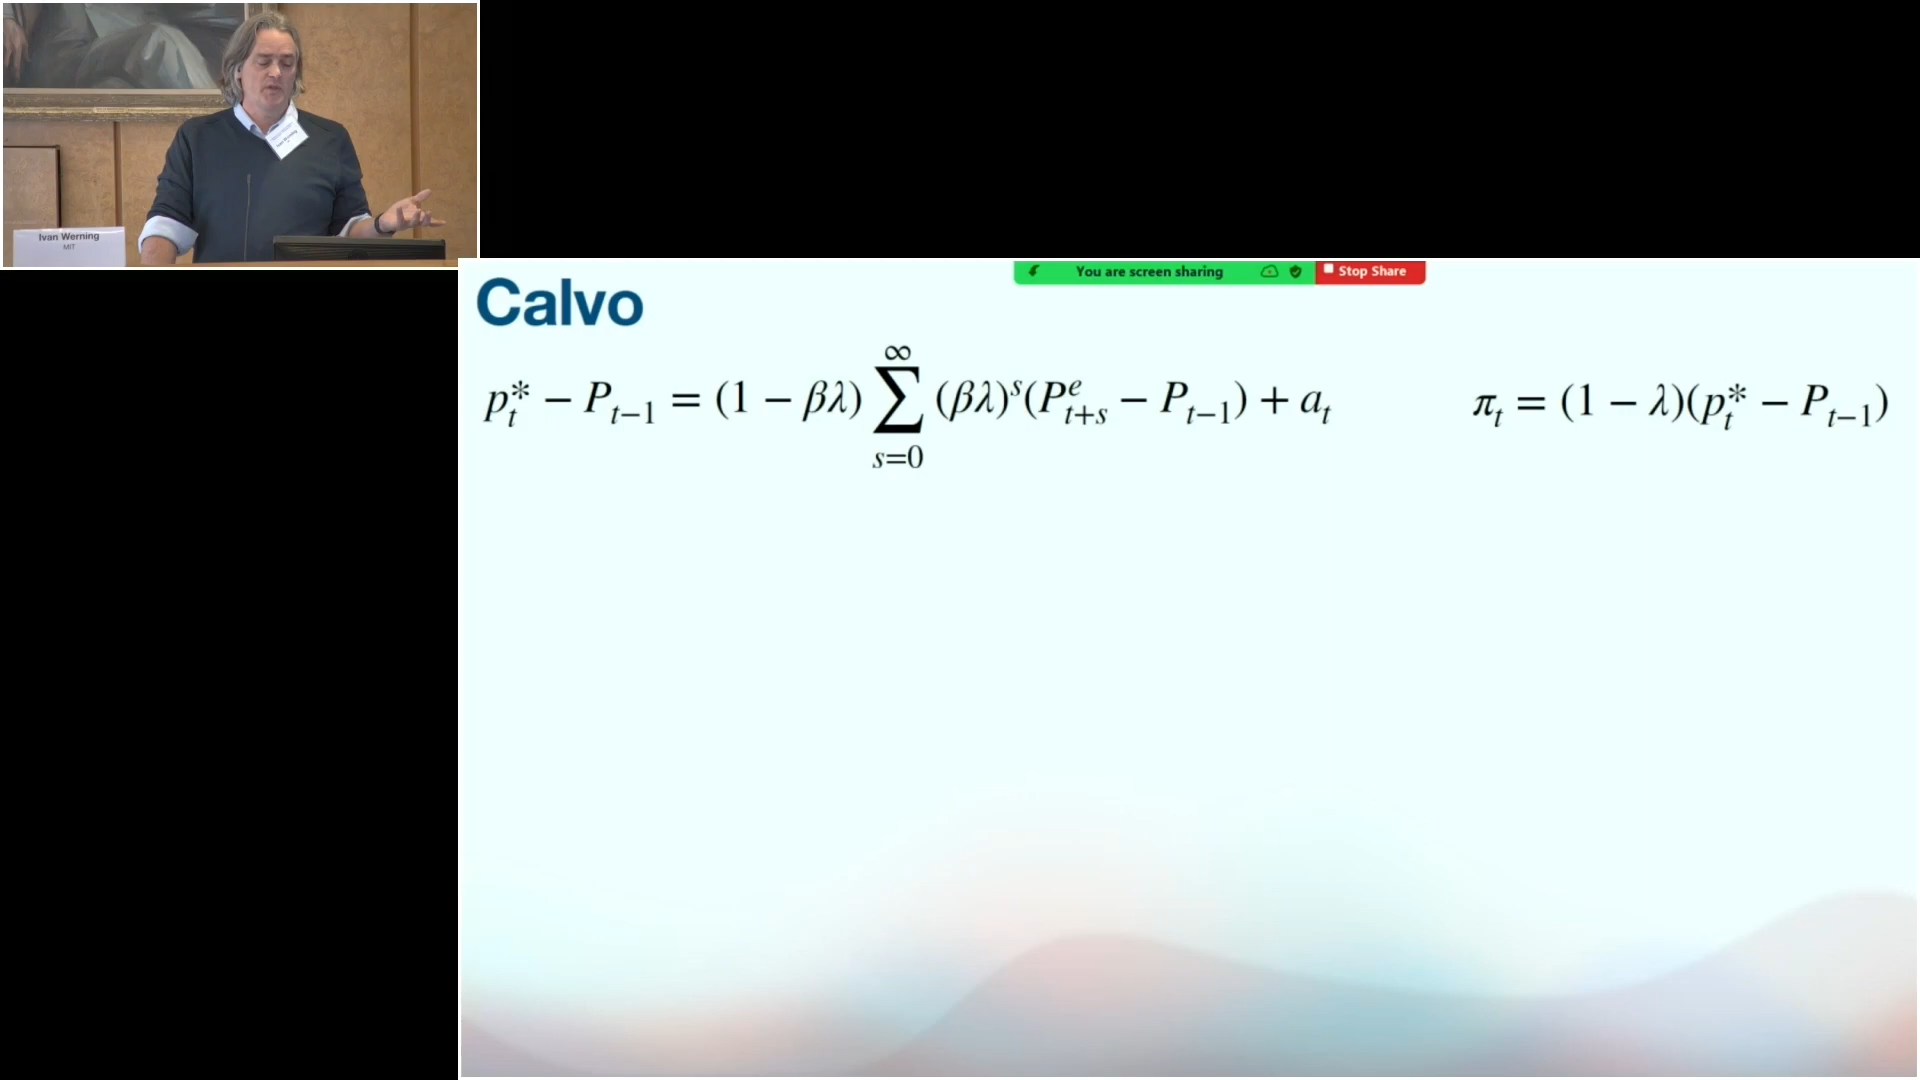 Ivan Werning
MIT
You are screen sharing
Stop Share
Calvo
p*_t − P_{t−1} = (1 − βλ) ∑_{s=0}^{∞} (βλ)^s (P^e_{t+s} − P_{t−1}) + a_t
π_t = (1 − λ)(p*_t − P_{t−1})